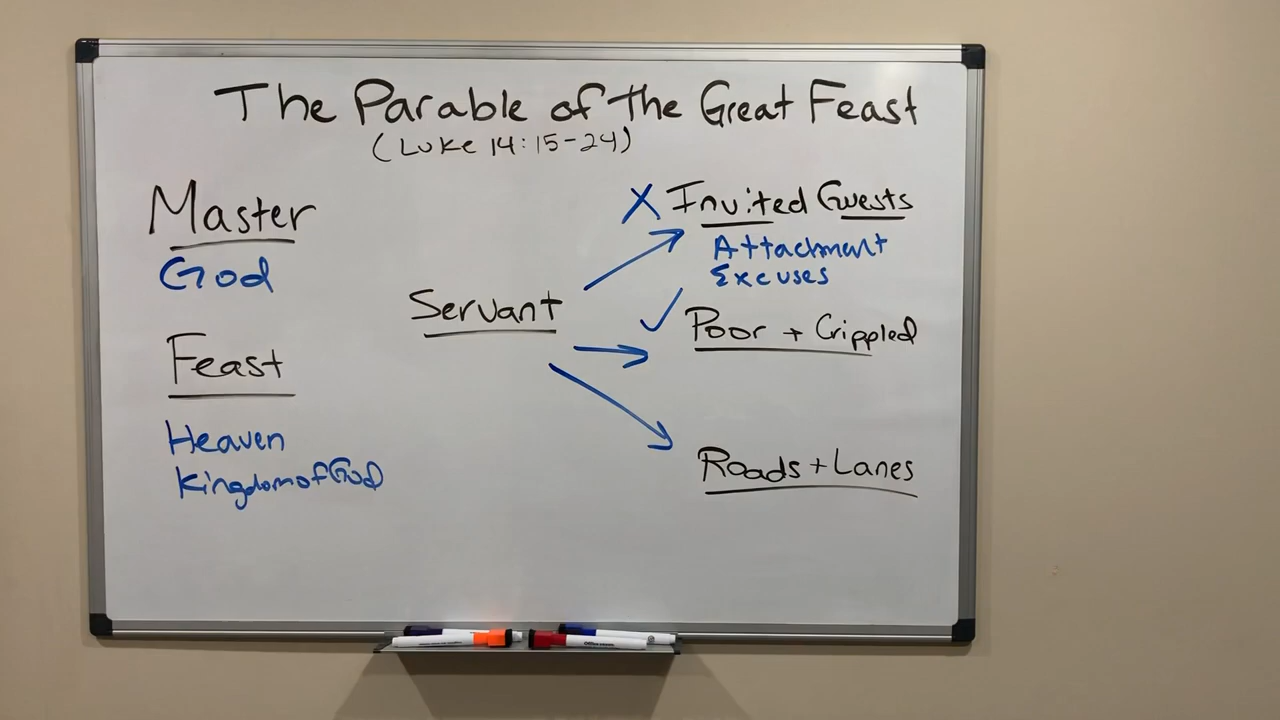 The Parable of the Great Feast
(Luke 14:15-24)
Master
God
Feast
Heaven
Kingdom of God
Servant
X Invited Guests
Attachment
Excuses
✓ Poor + Crippled
Roads + Lanes